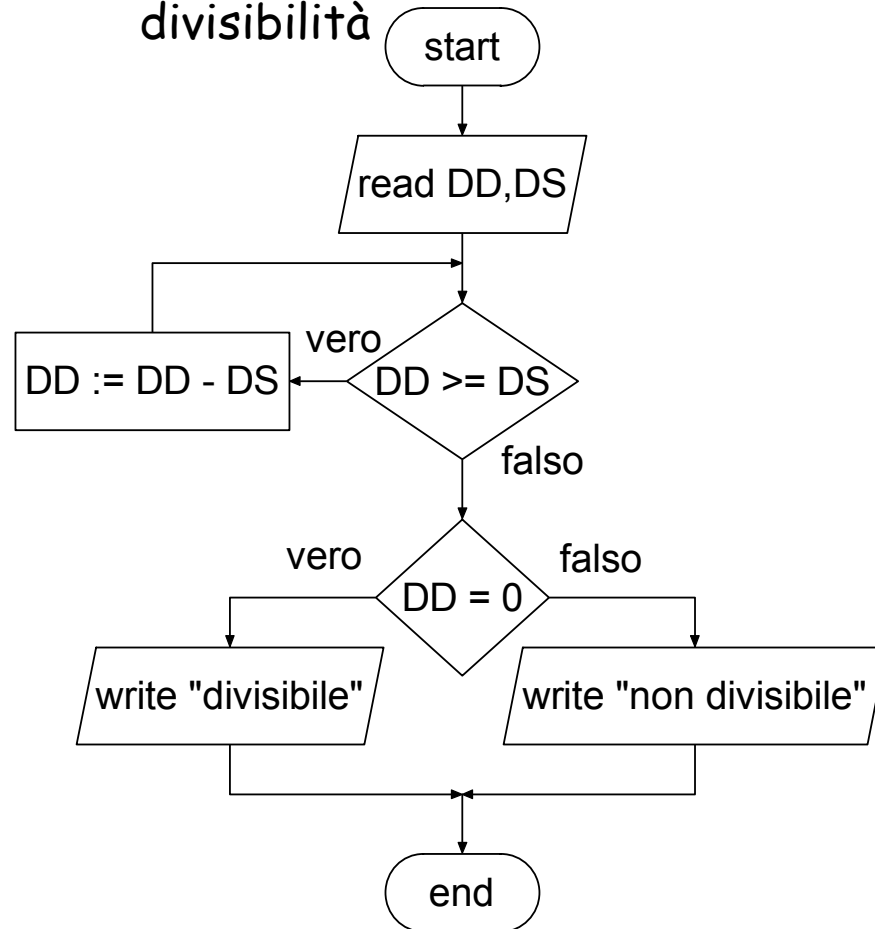 divisibilità
start
read DD,DS
vero
DD := DD - DS
DD >= DS
falso
vero
falso
DD = 0
write "divisibile"
write "non divisibile"
end